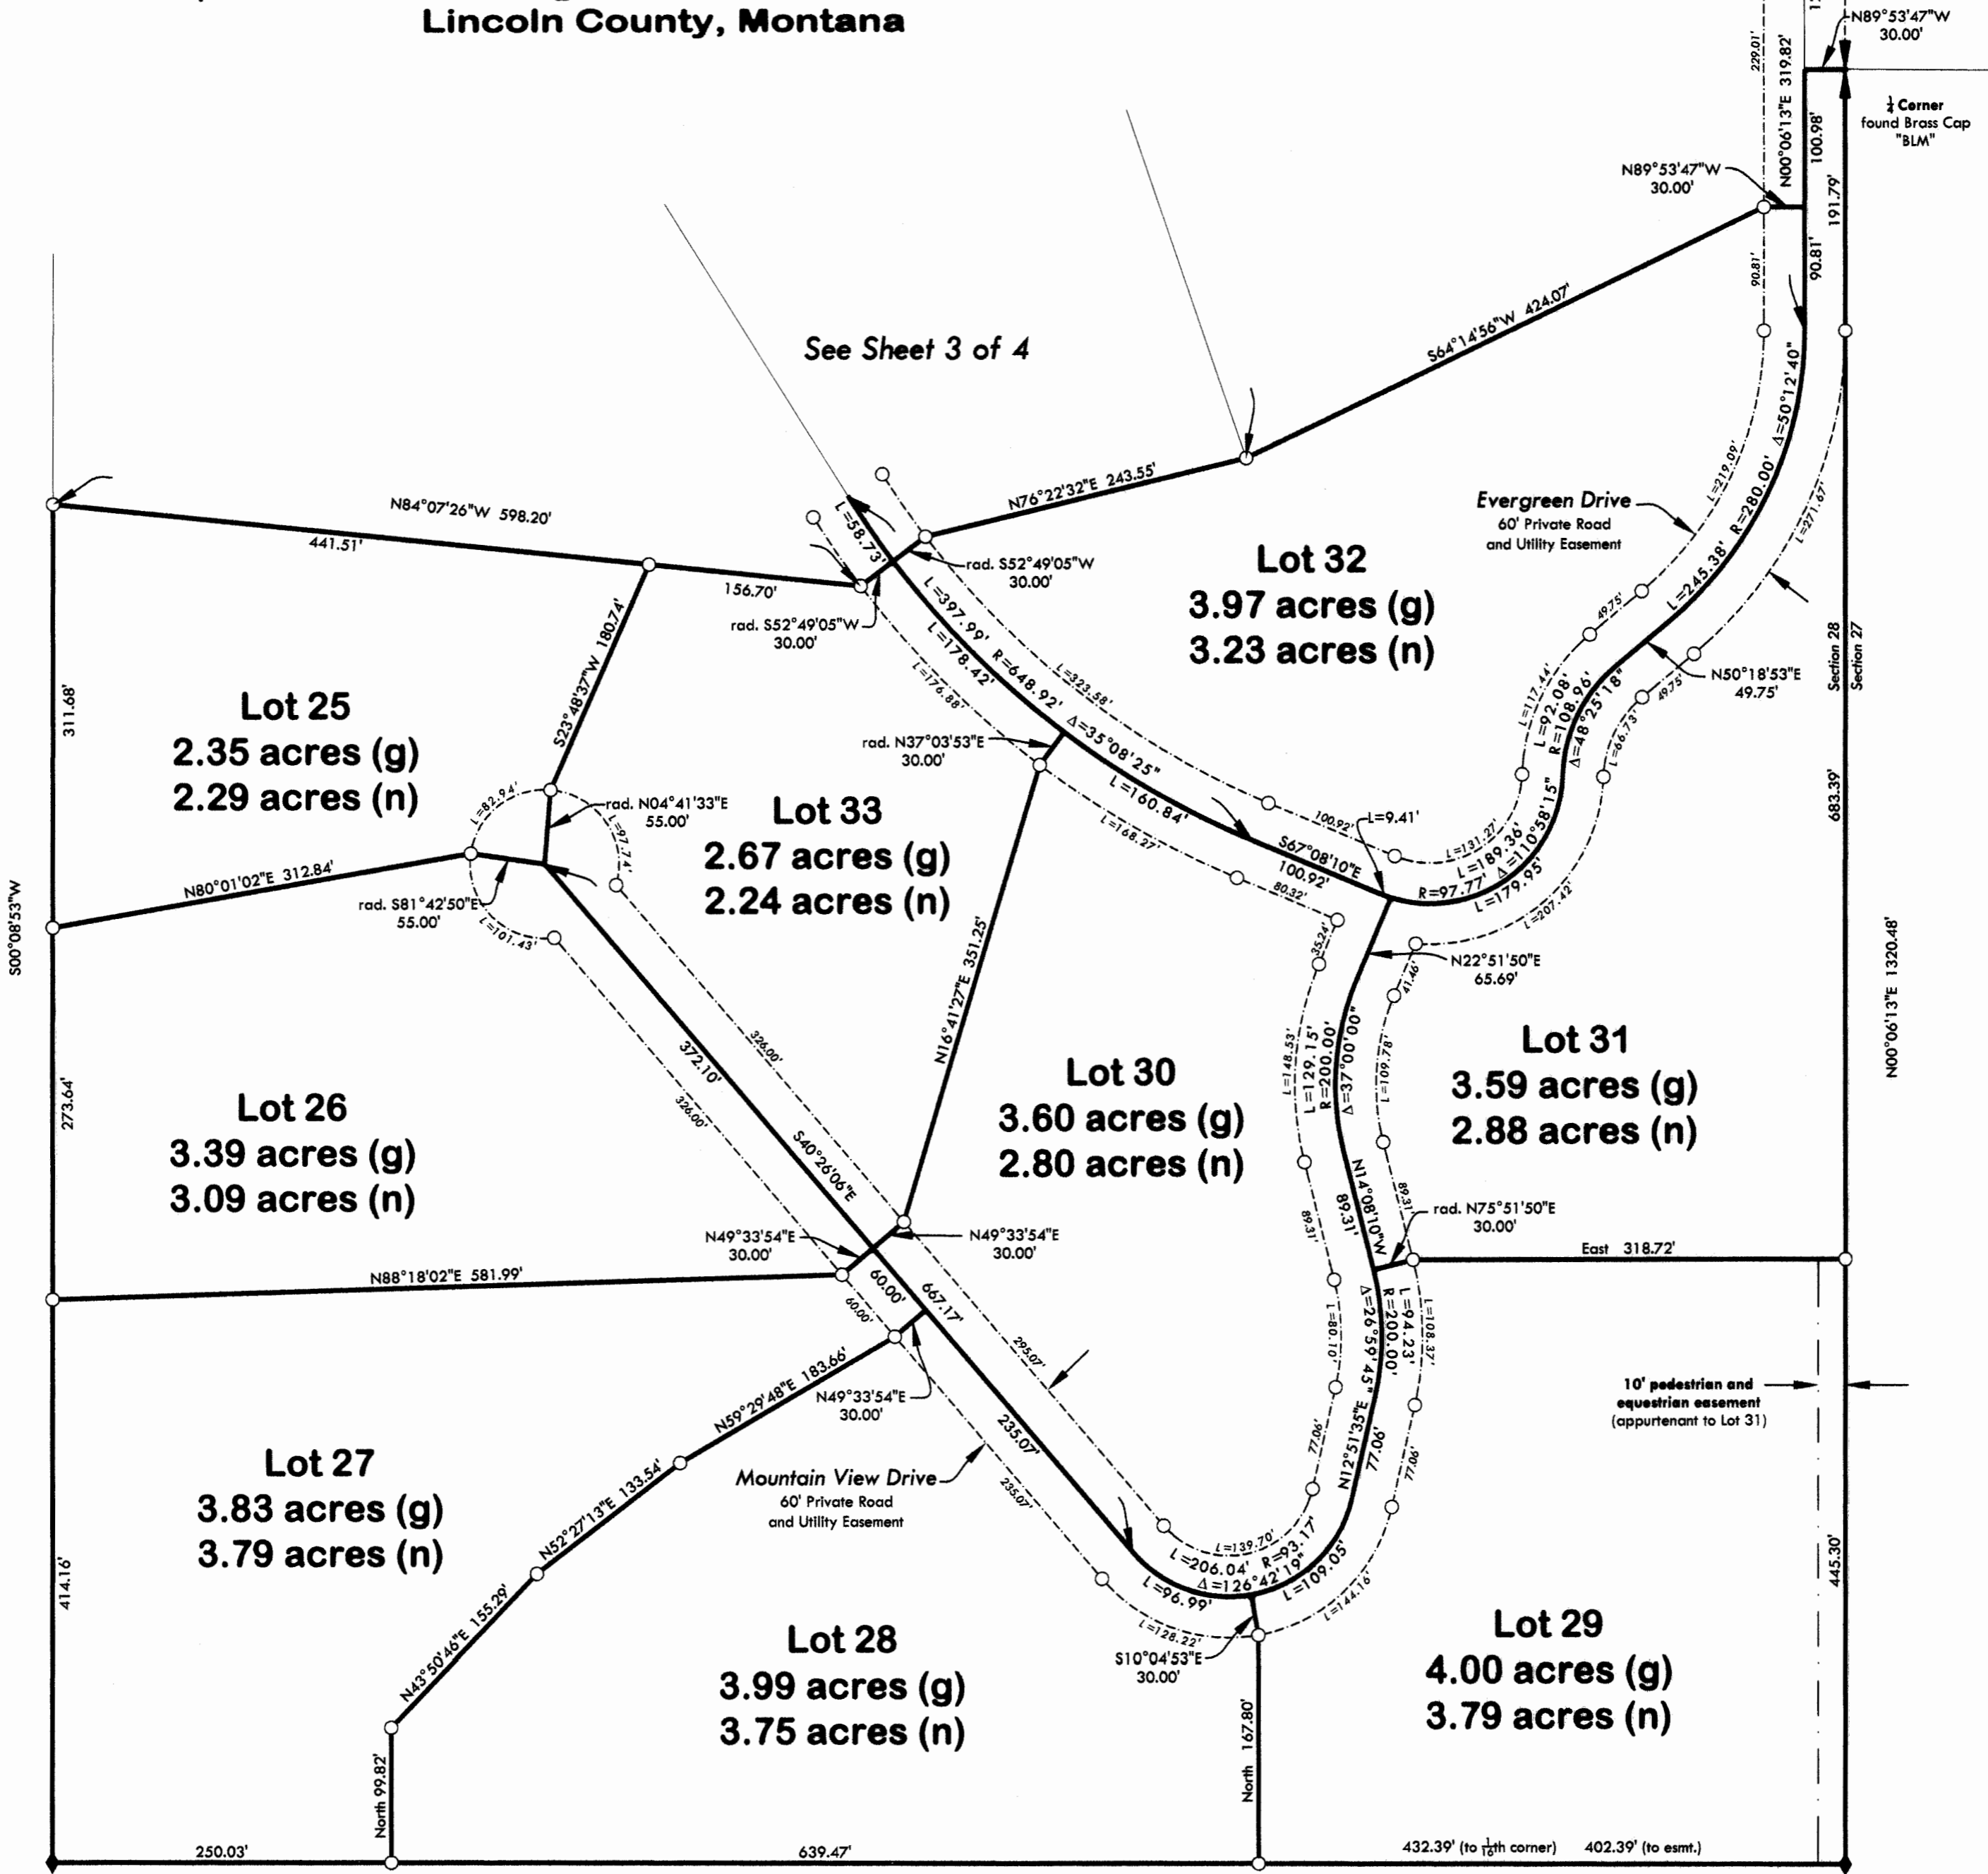 Lincoln County, Montana
N89°53'47"W
30.00'
229.01'
N00°06'13"E 319.82'
1/4 Corner
found Brass Cap
"BLM"
100.98'
191.79'
N89°53'47"W
30.00'
90.81'
90.81'
S64°14'56"W 424.07'
See Sheet 3 of 4
Δ=50°12'40"
R=280.00'
L=245.38'
L=219.09'
L=271.67'
N76°22'32"E 243.55'
Evergreen Drive
60' Private Road
and Utility Easement
N84°07'26"W 598.20'
441.51'
156.70'
L=58.73'
rad. S52°49'05"W
30.00'
rad. S52°49'05"W
30.00'
Lot 32
3.97 acres (g)
3.23 acres (n)
L=397.99'
R=648.92'
Δ=35°08'25"
L=178.42'
L=176.88'
L=323.58'
S23°48'37"W 180.74'
49.75'
49.75'
N50°18'53"E
49.75'
Section 28
Section 27
311.68'
Lot 25
2.35 acres (g)
2.29 acres (n)
rad. N37°03'53"E
30.00'
L=117.44'
L=92.08'
R=108.96'
Δ=48°25'18"
L=66.73'
683.39'
L=82.94'
rad. N04°41'33"E
55.00'
L=97.74'
Lot 33
2.67 acres (g)
2.24 acres (n)
L=160.84'
L=168.27'
100.92'
L=9.41'
S67°08'10"E
100.92'
80.32'
L=131.27'
L=189.36'
R=97.77'
Δ=110°58'15"
L=179.95'
L=207.42'
N80°01'02"E 312.84'
rad. S81°42'50"E
55.00'
L=101.43'
S00°08'53"W
35.24'
N22°51'50"E
65.69'
41.46'
N00°06'13"E 1320.48'
N16°41'27"E 351.25'
326.00'
372.10'
326.00'
S40°26'06"E
273.64'
Lot 26
3.39 acres (g)
3.09 acres (n)
Lot 30
3.60 acres (g)
2.80 acres (n)
L=148.53'
L=129.15'
R=200.00'
Δ=37°00'00"
L=109.78'
Lot 31
3.59 acres (g)
2.88 acres (n)
N14°08'10"W
89.31'
89.31'
89.31'
rad. N75°51'50"E
30.00'
East 318.72'
N49°33'54"E
30.00'
N49°33'54"E
30.00'
N88°18'02"E 581.99'
60.00'
60.00'
667.17'
295.07'
L=80.10'
Δ=26°59'45"
R=200.00'
L=94.23'
L=108.37'
N59°29'48"E 183.66'
N49°33'54"E
30.00'
10' pedestrian and
equestrian easement
(appurtenant to Lot 31)
235.07'
235.07'
77.06'
N12°51'35"E
77.06'
77.06'
Lot 27
3.83 acres (g)
3.79 acres (n)
N52°27'13"E 133.54'
Mountain View Drive
60' Private Road
and Utility Easement
414.16'
N43°50'46"E 155.29'
L=139.70'
L=206.04'
R=93.17'
Δ=126°42'19"
L=96.99'
L=109.05'
L=128.22'
L=144.16'
S10°04'53"E
30.00'
445.30'
Lot 28
3.99 acres (g)
3.75 acres (n)
Lot 29
4.00 acres (g)
3.79 acres (n)
North 99.82'
North 167.80'
250.03'
639.47'
432.39' (to 1/16th corner) 402.39' (to esmt.)